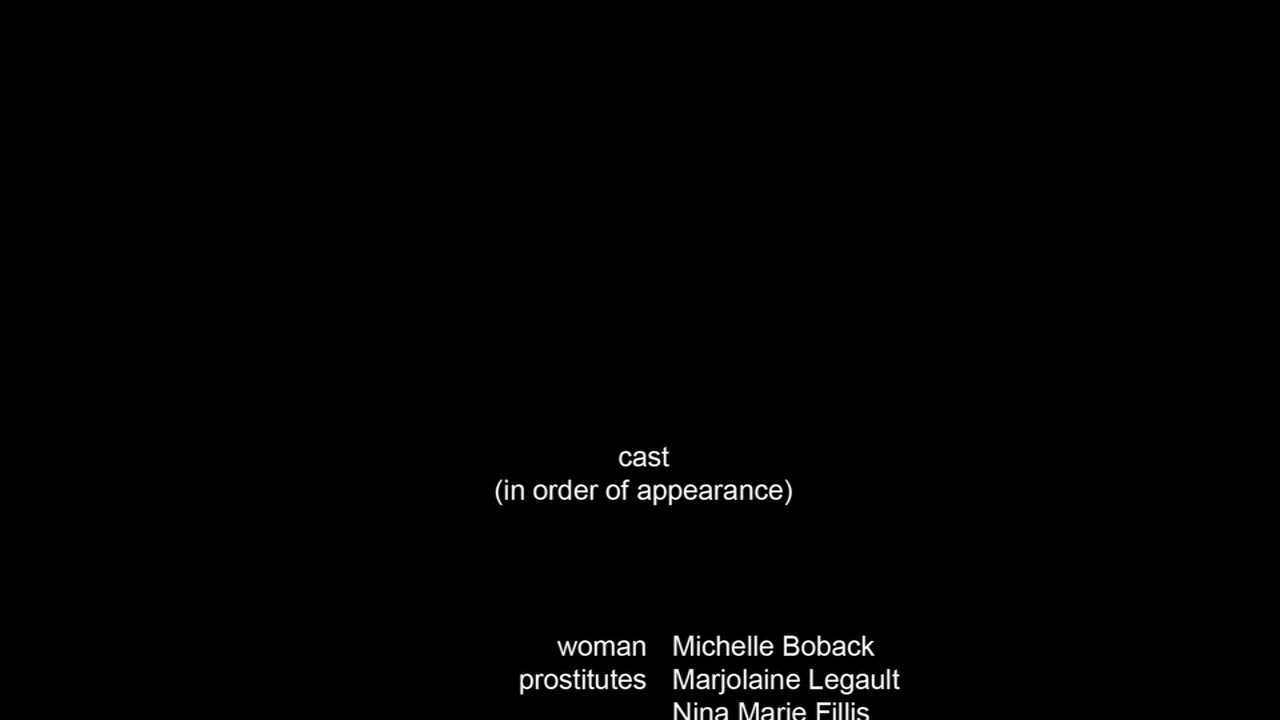 cast
(in order of appearance)
woman Michelle Boback
prostitutes Marjolaine Legault
Nina Marie Fillis